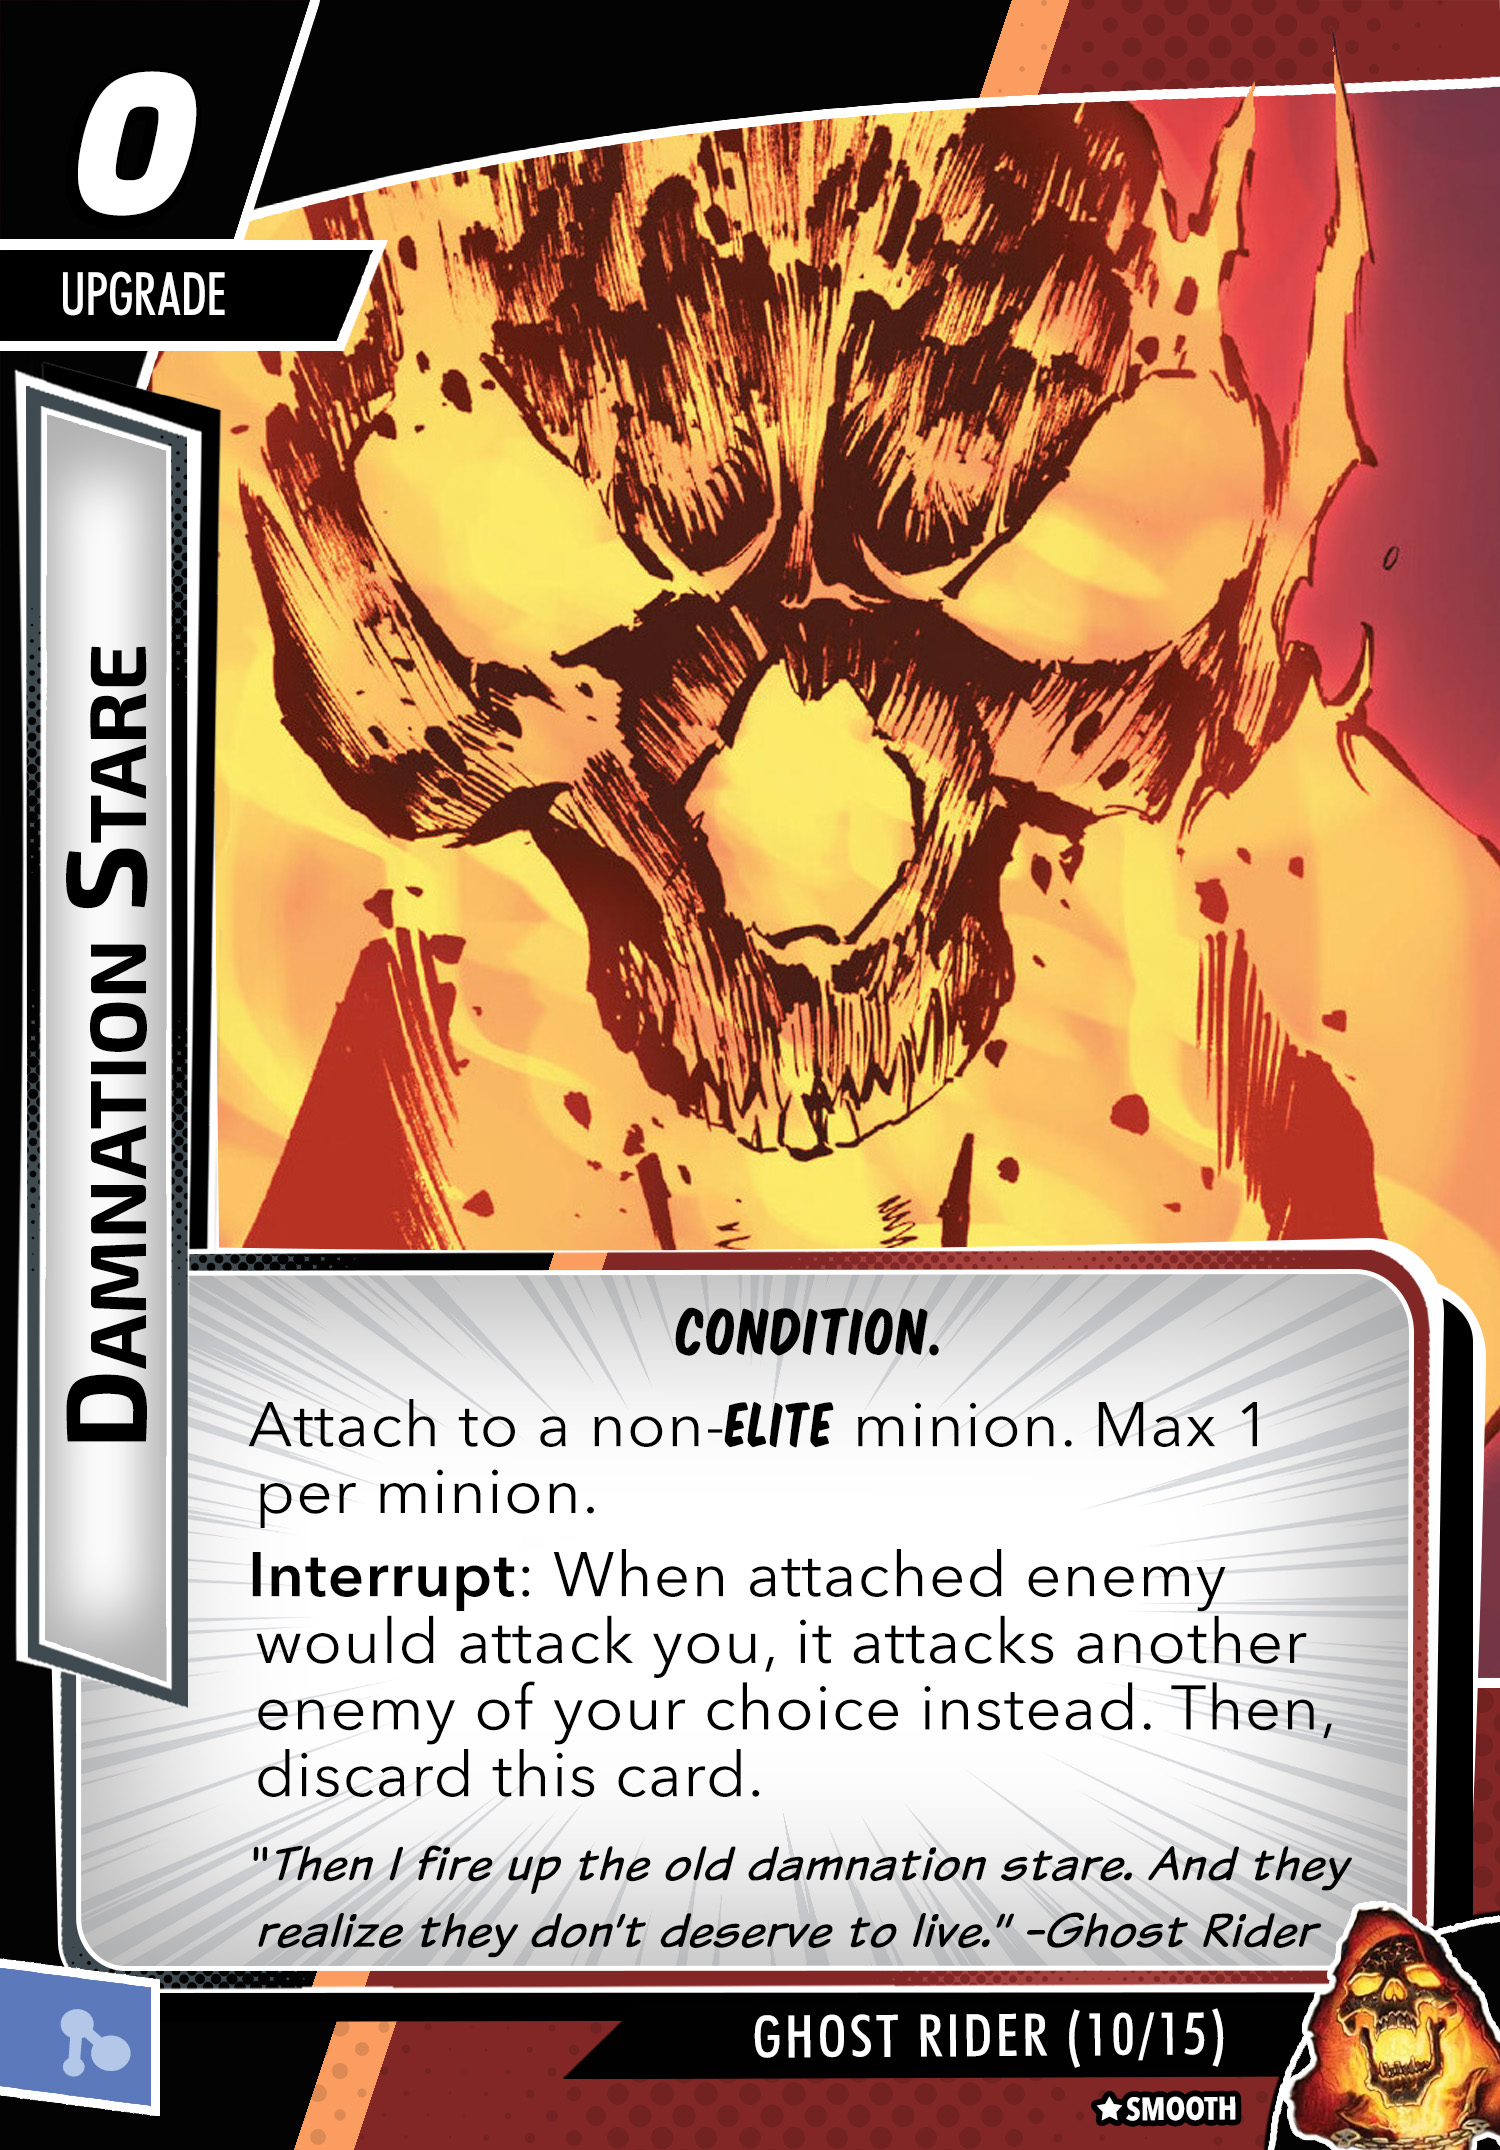 0
UPGRADE
DAMNATION STARE
CONDITION.
Attach to a non-ELITE minion. Max 1
per minion.
Interrupt: When attached enemy
would attack you, it attacks another
enemy of your choice instead. Then,
discard this card.
"Then I fire up the old damnation stare. And they
realize they don't deserve to live." -Ghost Rider
GHOST RIDER (10/15)
★SMOOTH